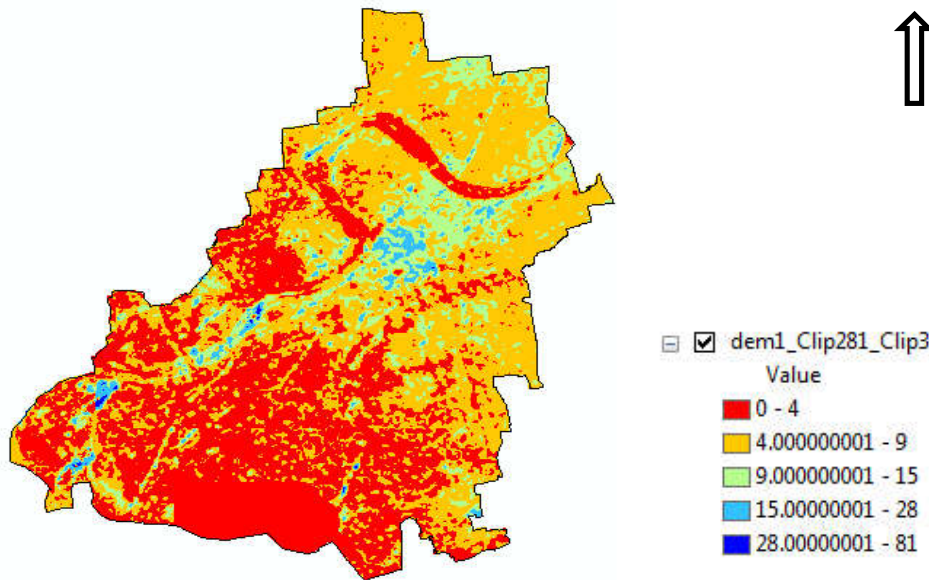 dem1_Clip281_Clip3
Value
0 - 4
4.000000001 - 9
9.000000001 - 15
15.00000001 - 28
28.00000001 - 81